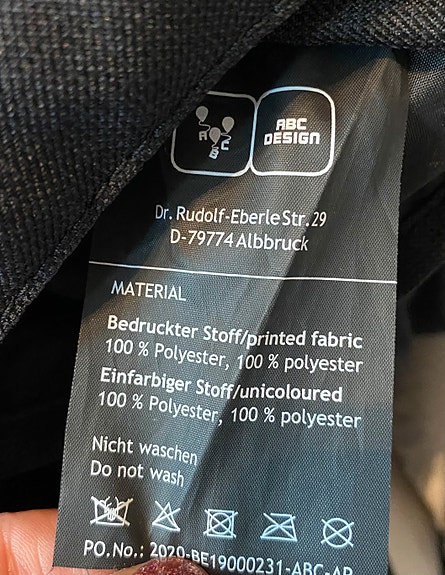 A
C
B
ABC
DESIGN
Dr. Rudolf-Eberle Str. 29
D-79774 Albbruck
MATERIAL
Bedruckter Stoff/printed fabric
100 % Polyester, 100 % polyester
Einfarbiger Stoff/unicoloured
100 % Polyester, 100 % polyester
Nicht waschen
Do not wash
PO.No.: 2020-BE19000231-ABC-AP